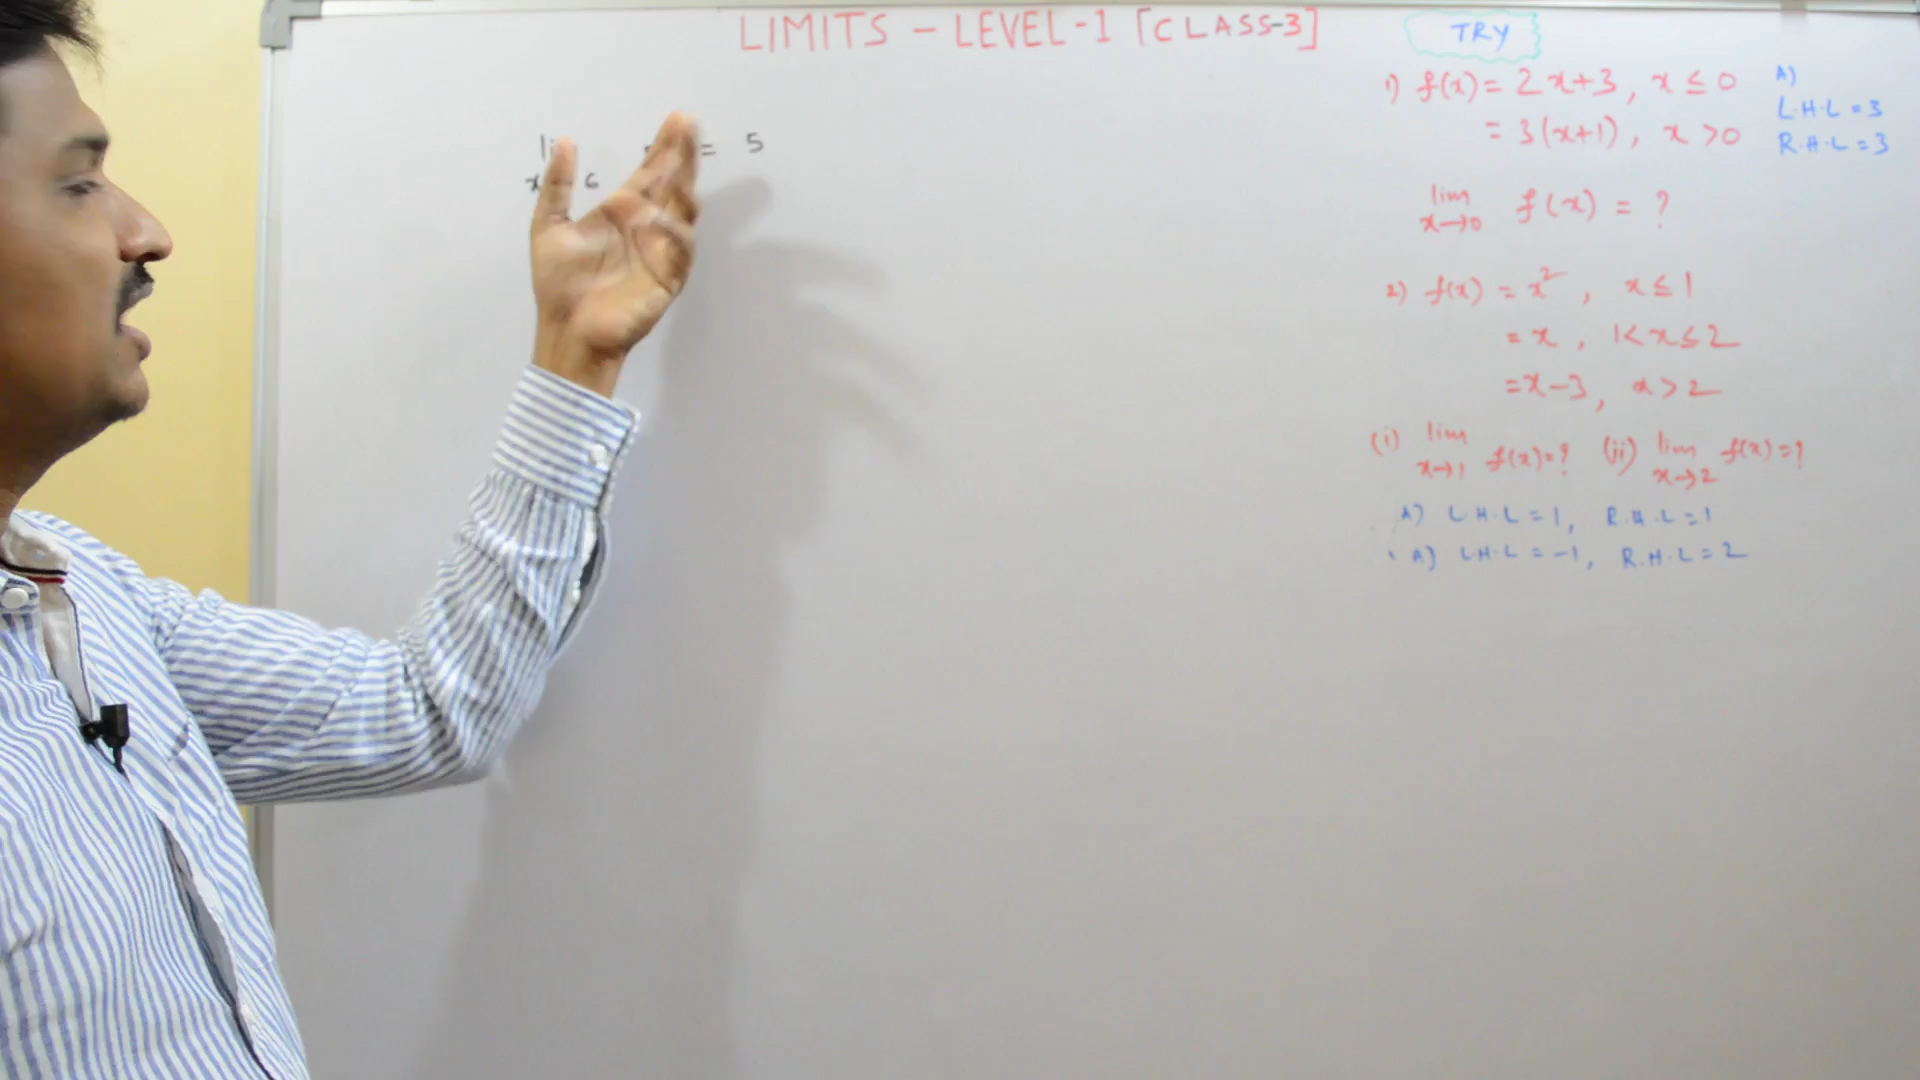 LIMITS – LEVEL-1 [CLASS-3]
= 5
x 6
TRY
1) f(x) = 2x+3, x ≤ 0
= 3(x+1), x > 0
A)
L.H.L = 3
R.H.L = 3
lim
x→0 f(x) = ?
2) f(x) = x², x ≤ 1
= x, 1 < x ≤ 2
= x-3, x > 2
(i) lim
x→1 f(x)=? (ii) lim
x→2 f(x)=?
A) L.H.L = 1, R.H.L = 1
A) L.H.L = -1, R.H.L = 2